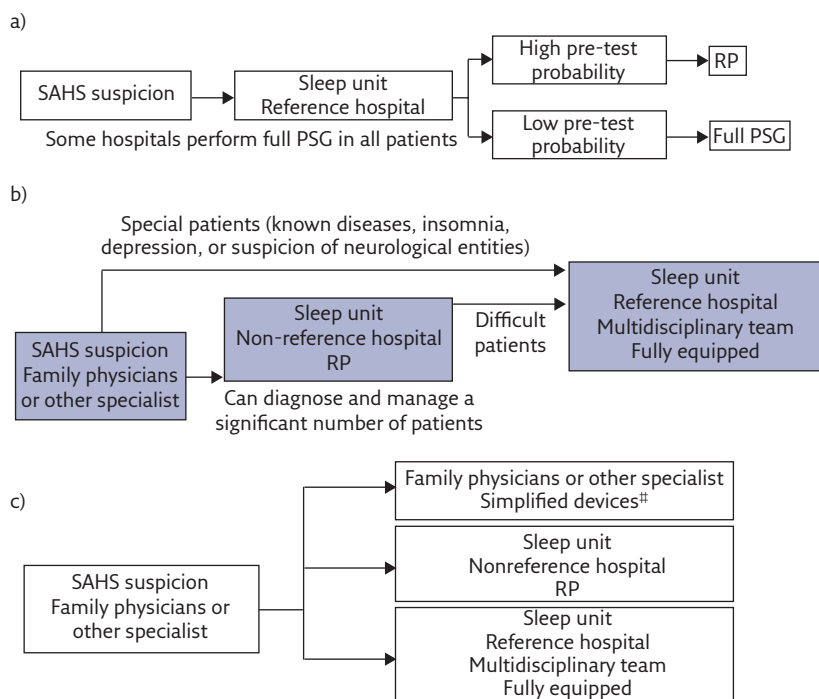 a)
SAHS suspicion
Sleep unit
Reference hospital
High pre-test
probability
RP
Low pre-test
probability
Full PSG
Some hospitals perform full PSG in all patients
b)
Special patients (known diseases, insomnia,
depression, or suspicion of neurological entities)
SAHS suspicion
Family physicians
or other specialist
Sleep unit
Non-reference hospital
RP
Can diagnose and manage a
significant number of patients
Difficult
patients
Sleep unit
Reference hospital
Multidisciplinary team
Fully equipped
c)
SAHS suspicion
Family physicians or
other specialist
Family physicians or other specialist
Simplified devices⌗
Sleep unit
Nonreference hospital
RP
Sleep unit
Reference hospital
Multidisciplinary team
Fully equipped